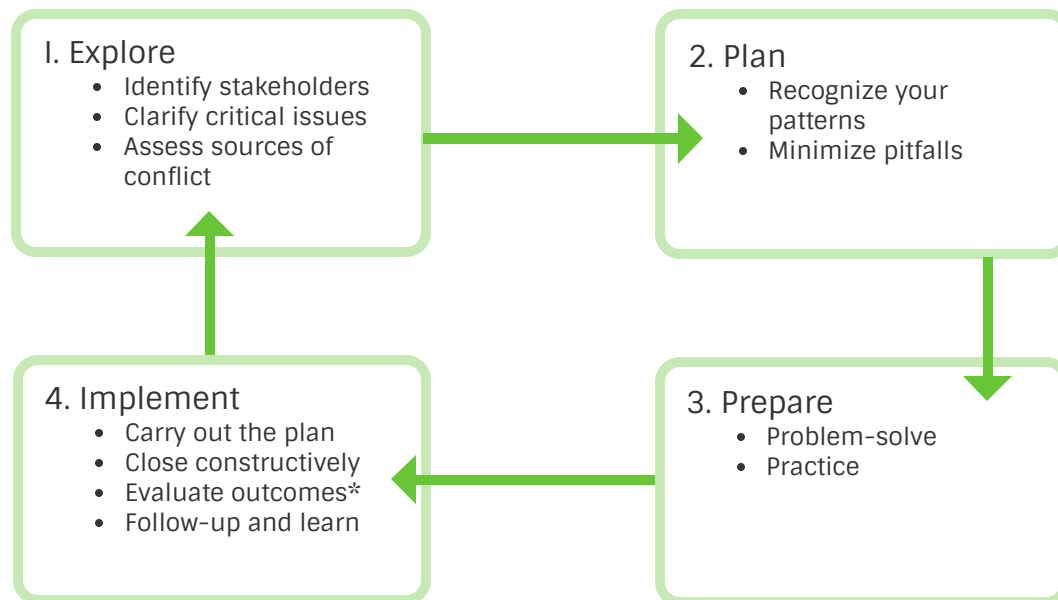 I. Explore
• Identify stakeholders
• Clarify critical issues
• Assess sources of
conflict
2. Plan
• Recognize your
patterns
• Minimize pitfalls
3. Prepare
• Problem-solve
• Practice
4. Implement
• Carry out the plan
• Close constructively
• Evaluate outcomes*
• Follow-up and learn